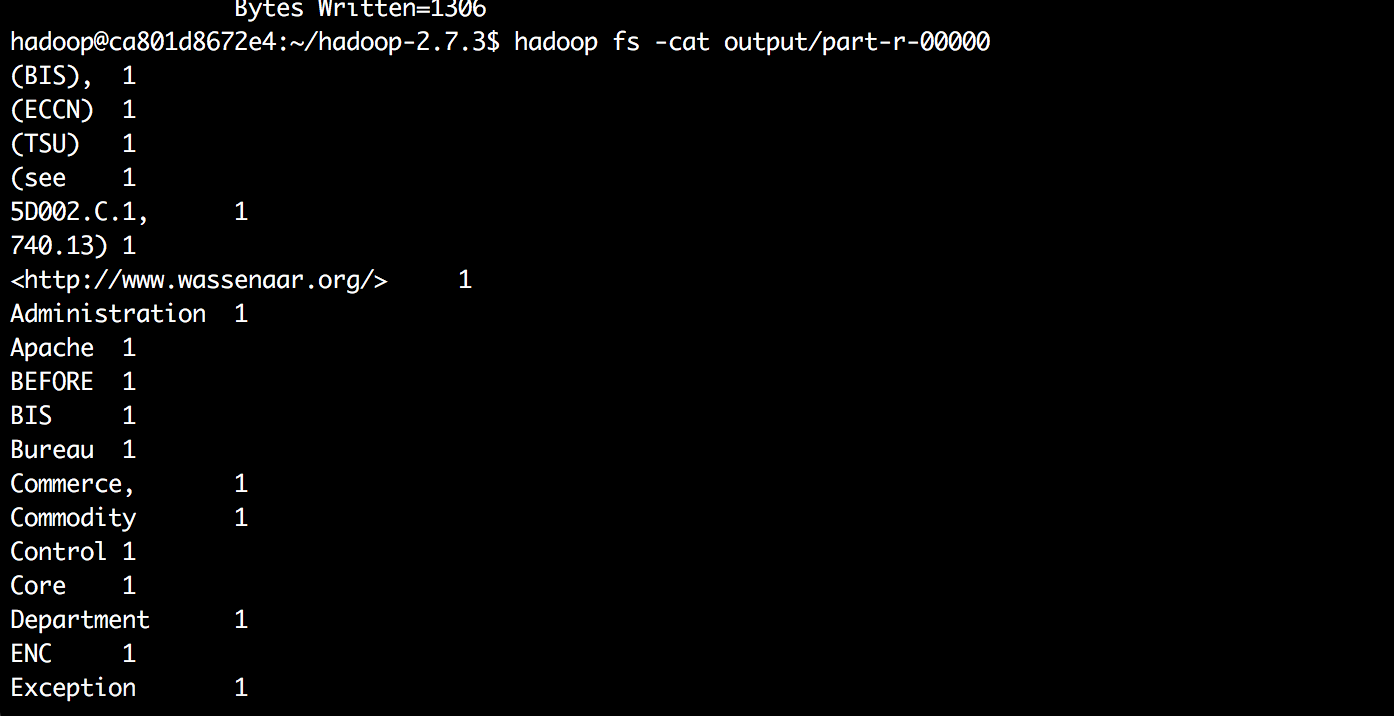 Bytes Written=1306
hadoop@ca801d8672e4:~/hadoop-2.7.3$ hadoop fs -cat output/part-r-00000
(BIS),	1
(ECCN)	1
(TSU)	1
(see	1
5D002.C.1,	1
740.13)	1
<http://www.wassenaar.org/>	1
Administration	1
Apache	1
BEFORE	1
BIS	1
Bureau	1
Commerce,	1
Commodity	1
Control	1
Core	1
Department	1
ENC	1
Exception	1